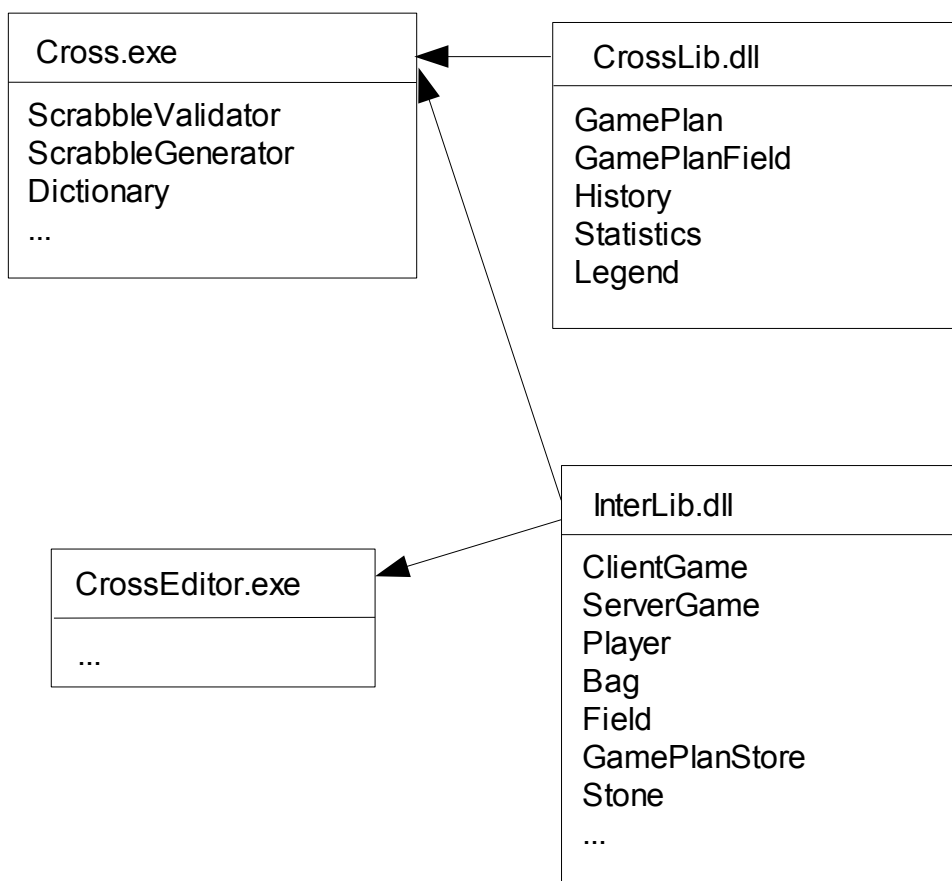 Cross.exe
ScrabbleValidator
ScrabbleGenerator
Dictionary
...
CrossLib.dll
GamePlan
GamePlanField
History
Statistics
Legend
CrossEditor.exe
...
InterLib.dll
ClientGame
ServerGame
Player
Bag
Field
GamePlanStore
Stone
...